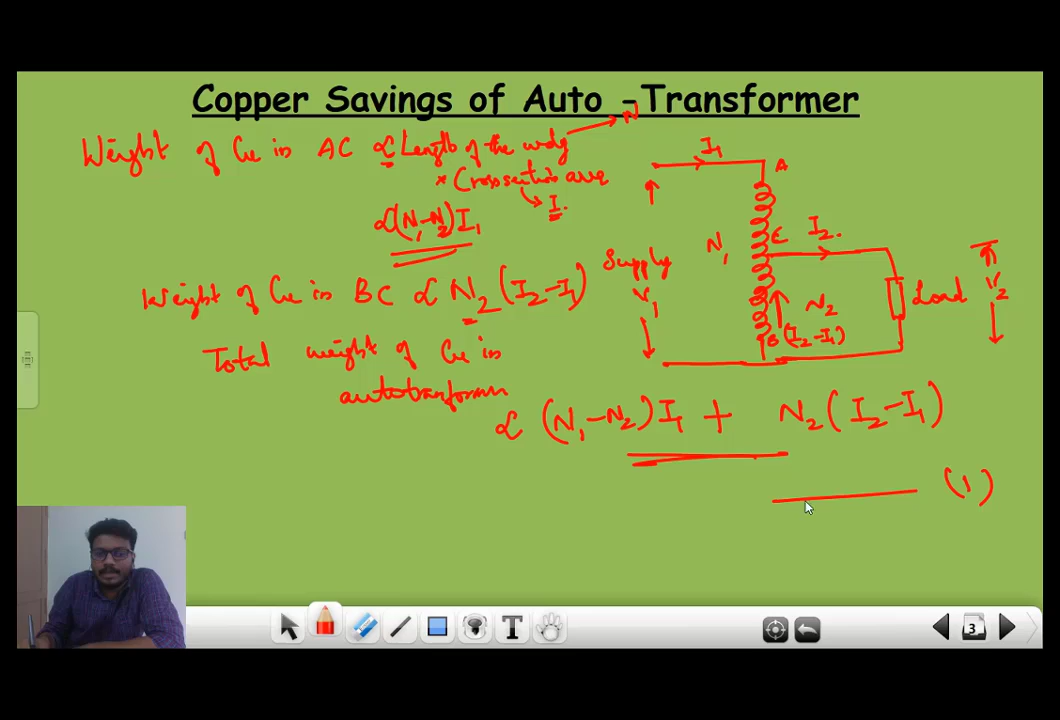 Copper Savings of Auto -Transformer
Weight of Cu in AC ∝ Length of the wdg → N
* Crosssection area
→ I.
∝(N₁-N₂)I₁
Weight of Cu in BC ∝ N₂(I₂-I₁)
Total weight of Cu in
autotransformer
∝ (N₁-N₂)I₁ + N₂(I₂-I₁)
(1)
I₁
A
N₁
C
I₂.
Supply
V₁
N₂
B
(I₂-I₁)
Load
V₂
3